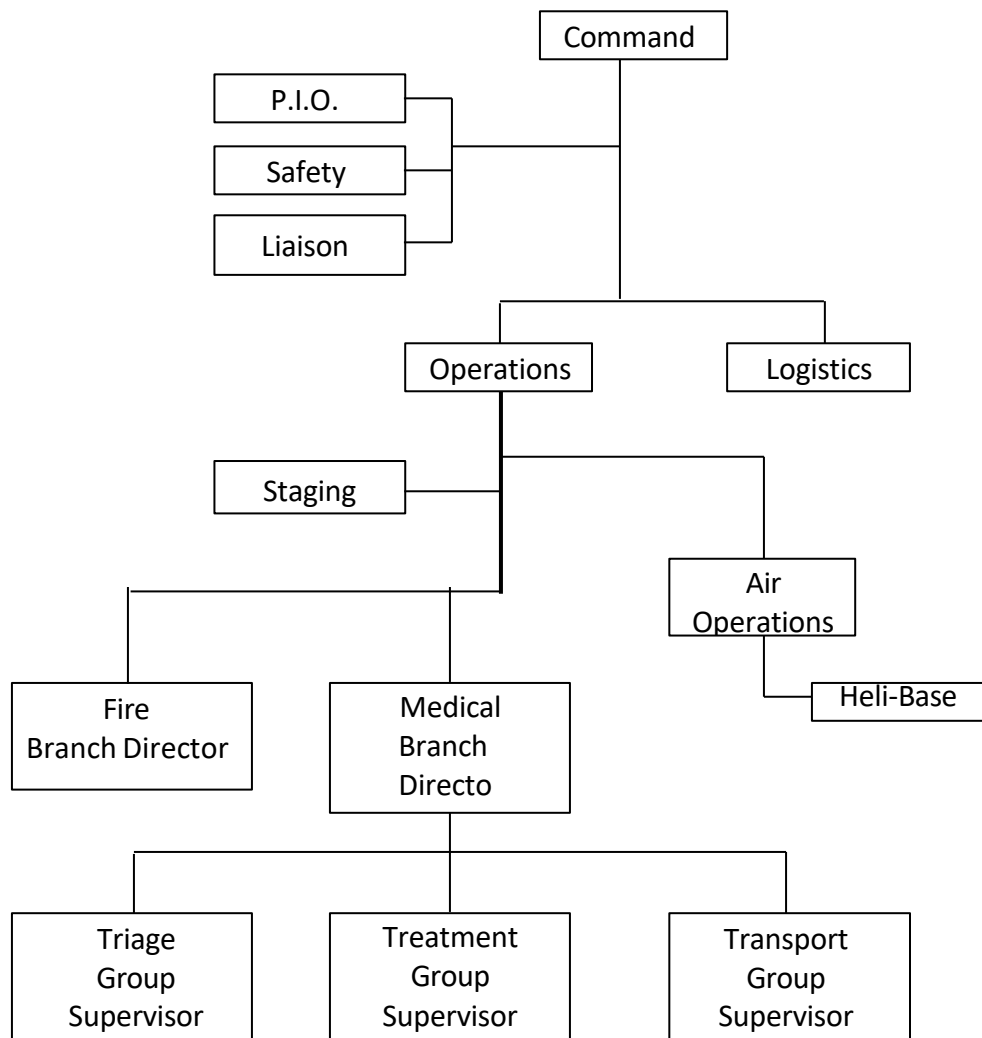 Command
P.I.O.
Safety
Liaison
Operations
Logistics
Staging
Air
Operations
Heli-Base
Fire
Branch Director
Medical
Branch
Directo
Triage
Group
Supervisor
Treatment
Group
Supervisor
Transport
Group
Supervisor